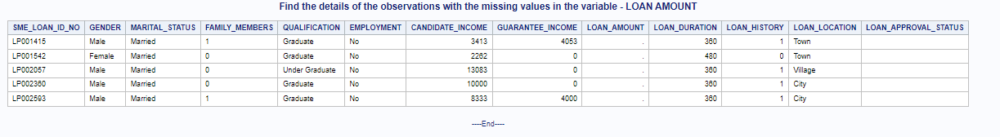 Find the details of the observations with the missing values in the variable - LOAN AMOUNT
SME_LOAN_ID_NO GENDER MARITAL_STATUS FAMILY_MEMBERS QUALIFICATION EMPLOYMENT CANDIDATE_INCOME GUARANTEE_INCOME LOAN_AMOUNT LOAN_DURATION LOAN_HISTORY LOAN_LOCATION LOAN_APPROVAL_STATUS
LP001415 Male Married 1 Graduate No 3413 4053 . 360 1 Town
LP001542 Female Married 0 Graduate No 2262 0 . 480 0 Town
LP002057 Male Married 0 Under Graduate No 13083 0 . 360 1 Village
LP002360 Male Married 0 Graduate No 10000 0 . 360 1 City
LP002593 Male Married 1 Graduate No 8333 4000 . 360 1 City
----End----